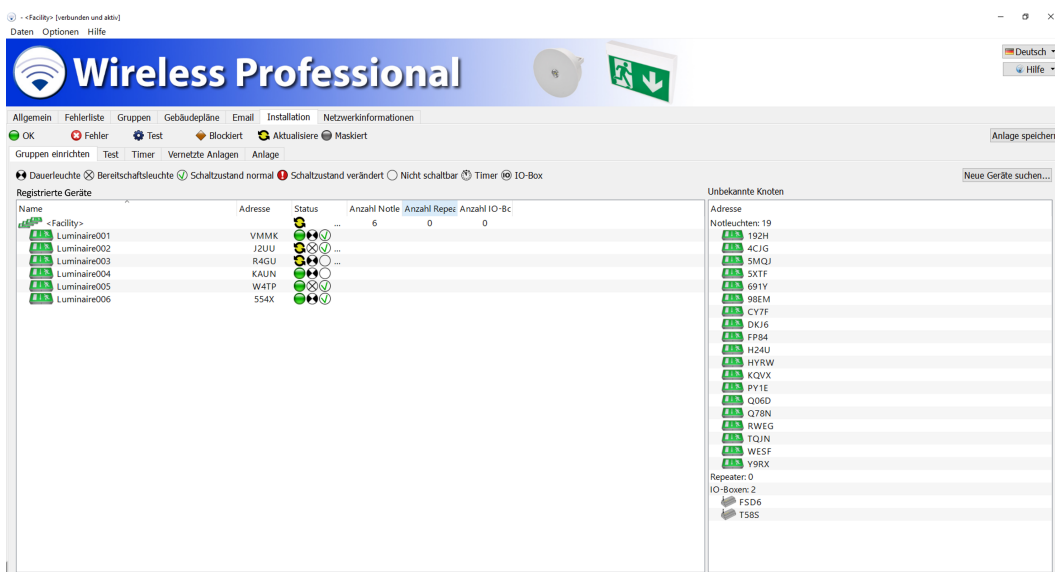 - <Facility> [verbunden und aktiv]
Daten Optionen Hilfe
Wireless Professional
Deutsch
Hilfe
Allgemein Fehlerliste Gruppen Gebäudepläne Email Installation Netzwerkinformationen
OK Fehler Test Blockiert Aktualisiere Maskiert
Anlage speichern
Gruppen einrichten Test Timer Vernetzte Anlagen Anlage
Dauerleuchte Bereitschaftsleuchte Schaltzustand normal Schaltzustand verändert Nicht schaltbar Timer IO-Box
Neue Geräte suchen...
Registrierte Geräte
Name Adresse Status Anzahl Notle Anzahl Repea Anzahl IO-Bc
<Facility> ... 6 0 0
Luminaire001 VMMK
Luminaire002 J2UU ...
Luminaire003 R4GU ...
Luminaire004 KAUN
Luminaire005 W4TP
Luminaire006 554X
Unbekannte Knoten
Adresse
Notleuchten: 19
192H
4CJG
5MQJ
5XTF
691Y
98EM
CY7F
DKJ6
FP84
H24U
HYRW
KQVX
PY1E
Q06D
Q78N
RWEG
TQJN
WESF
Y9RX
Repeater: 0
IO-Boxen: 2
FSD6
T58S